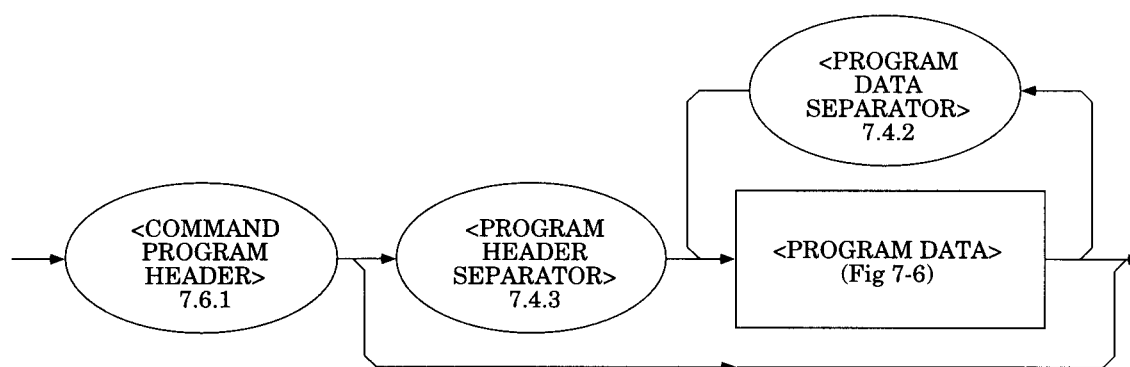 <PROGRAM
DATA
SEPARATOR>
7.4.2
<COMMAND
PROGRAM
HEADER>
7.6.1
<PROGRAM
HEADER
SEPARATOR>
7.4.3
<PROGRAM DATA>
(Fig 7-6)